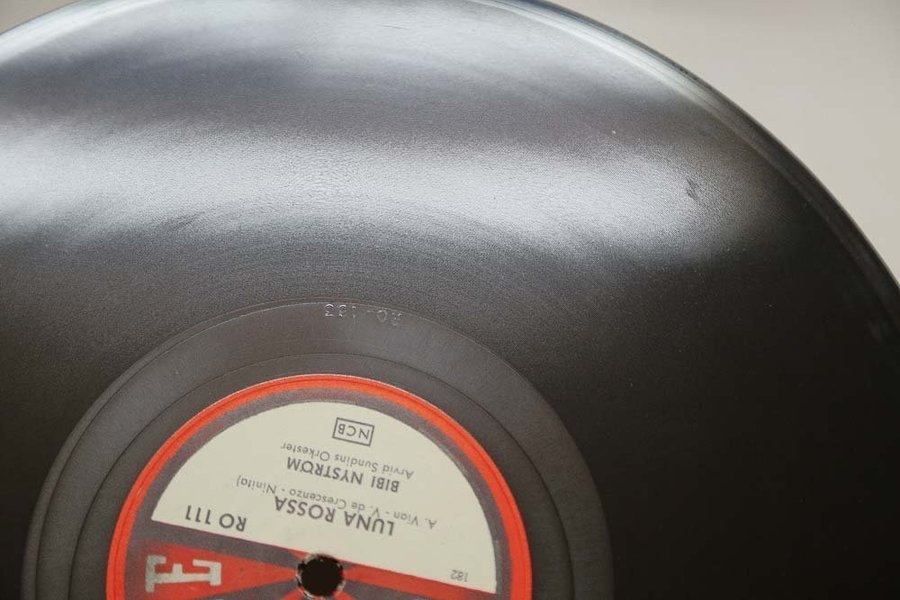 182
LUNA ROSSA
RO 111
A. Vian - V. de Crescenzo - Ninita)
BIBI NYSTRÖM
Arvid Sundins Orkester
NCB